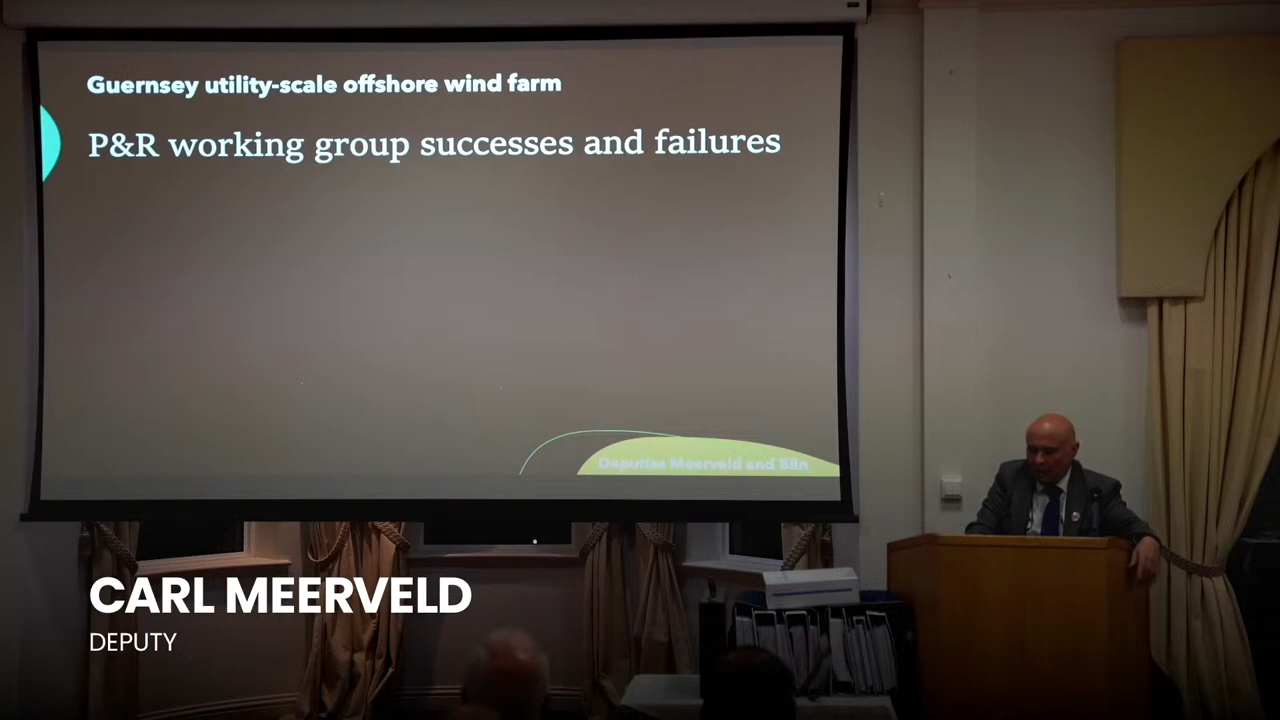 Guernsey utility-scale offshore wind farm
P&R working group successes and failures
Deputies Meerveld and Blin
CARL MEERVELD
DEPUTY